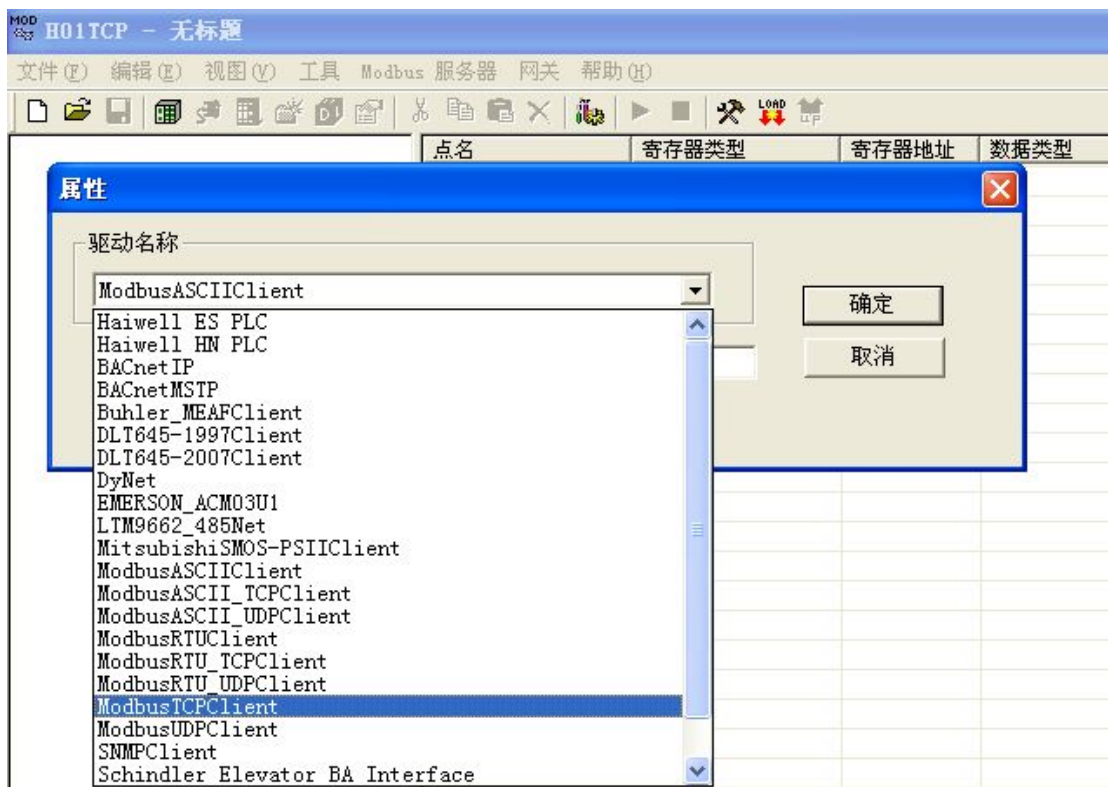 MOD H01TCP - 无标题
文件(F) 编辑(E) 视图(V) 工具 Modbus 服务器 网关 帮助(H)
LOAD
点名 寄存器类型 寄存器地址 数据类型
属性
驱动名称
ModbusASCIIClient
确定
取消
Haiwell ES PLC
Haiwell HN PLC
BACnetIP
BACnetMSTP
Buhler_MEAFClient
DLT645-1997Client
DLT645-2007Client
DyNet
EMERSON_ACM03U1
LTM9662_485Net
MitsubishiSMOS-PSIIClient
ModbusASCIIClient
ModbusASCII_TCPClient
ModbusASCII_UDPClient
ModbusRTUClient
ModbusRTU_TCPClient
ModbusRTU_UDPClient
ModbusTCPClient
ModbusUDPClient
SNMPClient
Schindler Elevator BA Interface